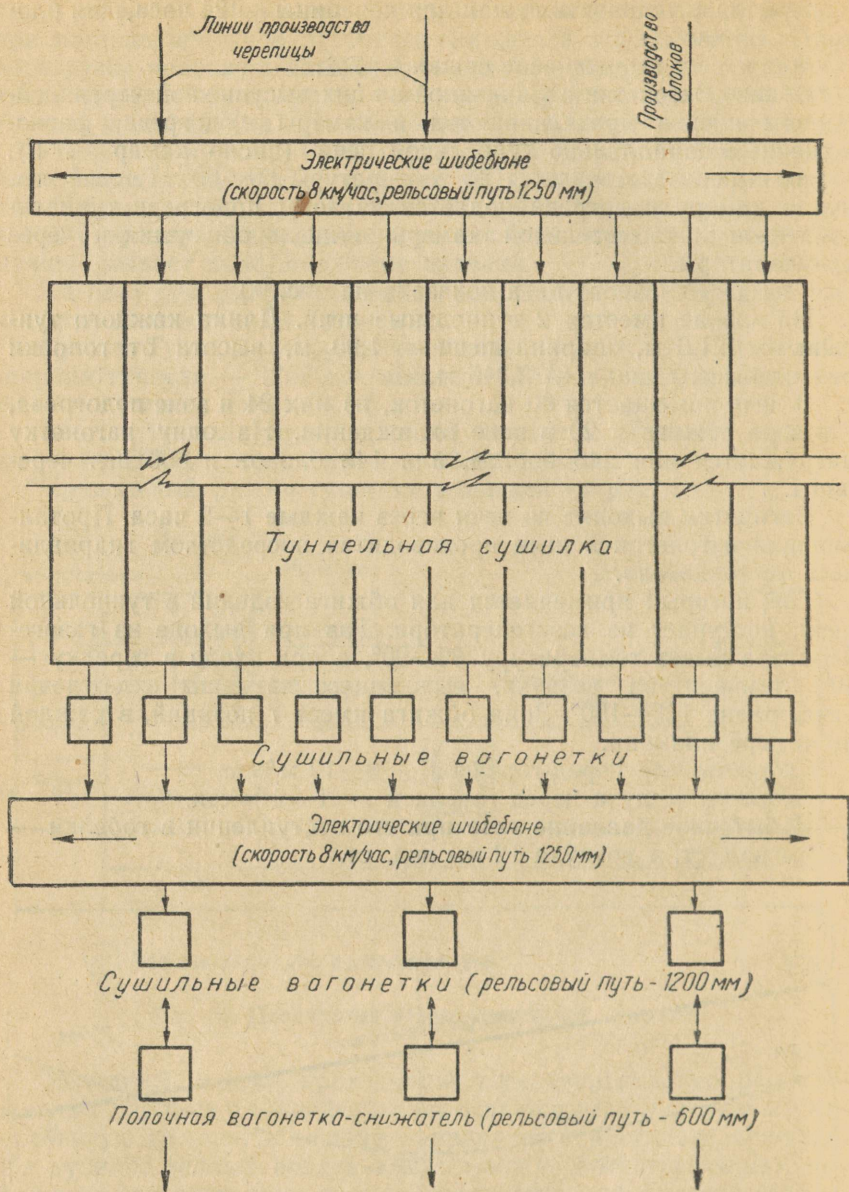 Линии производства
черепицы
Производство
блоков
Электрические шибебюне
(скорость 8 км/час, рельсовый путь 1250 мм)
Туннельная сушилка
Сушильные вагонетки
Электрические шибебюне
(скорость 8 км/час, рельсовый путь 1250 мм)
Сушильные вагонетки (рельсовый путь - 1200 мм)
Полочная вагонетка-снижатель (рельсовый путь - 600 мм)